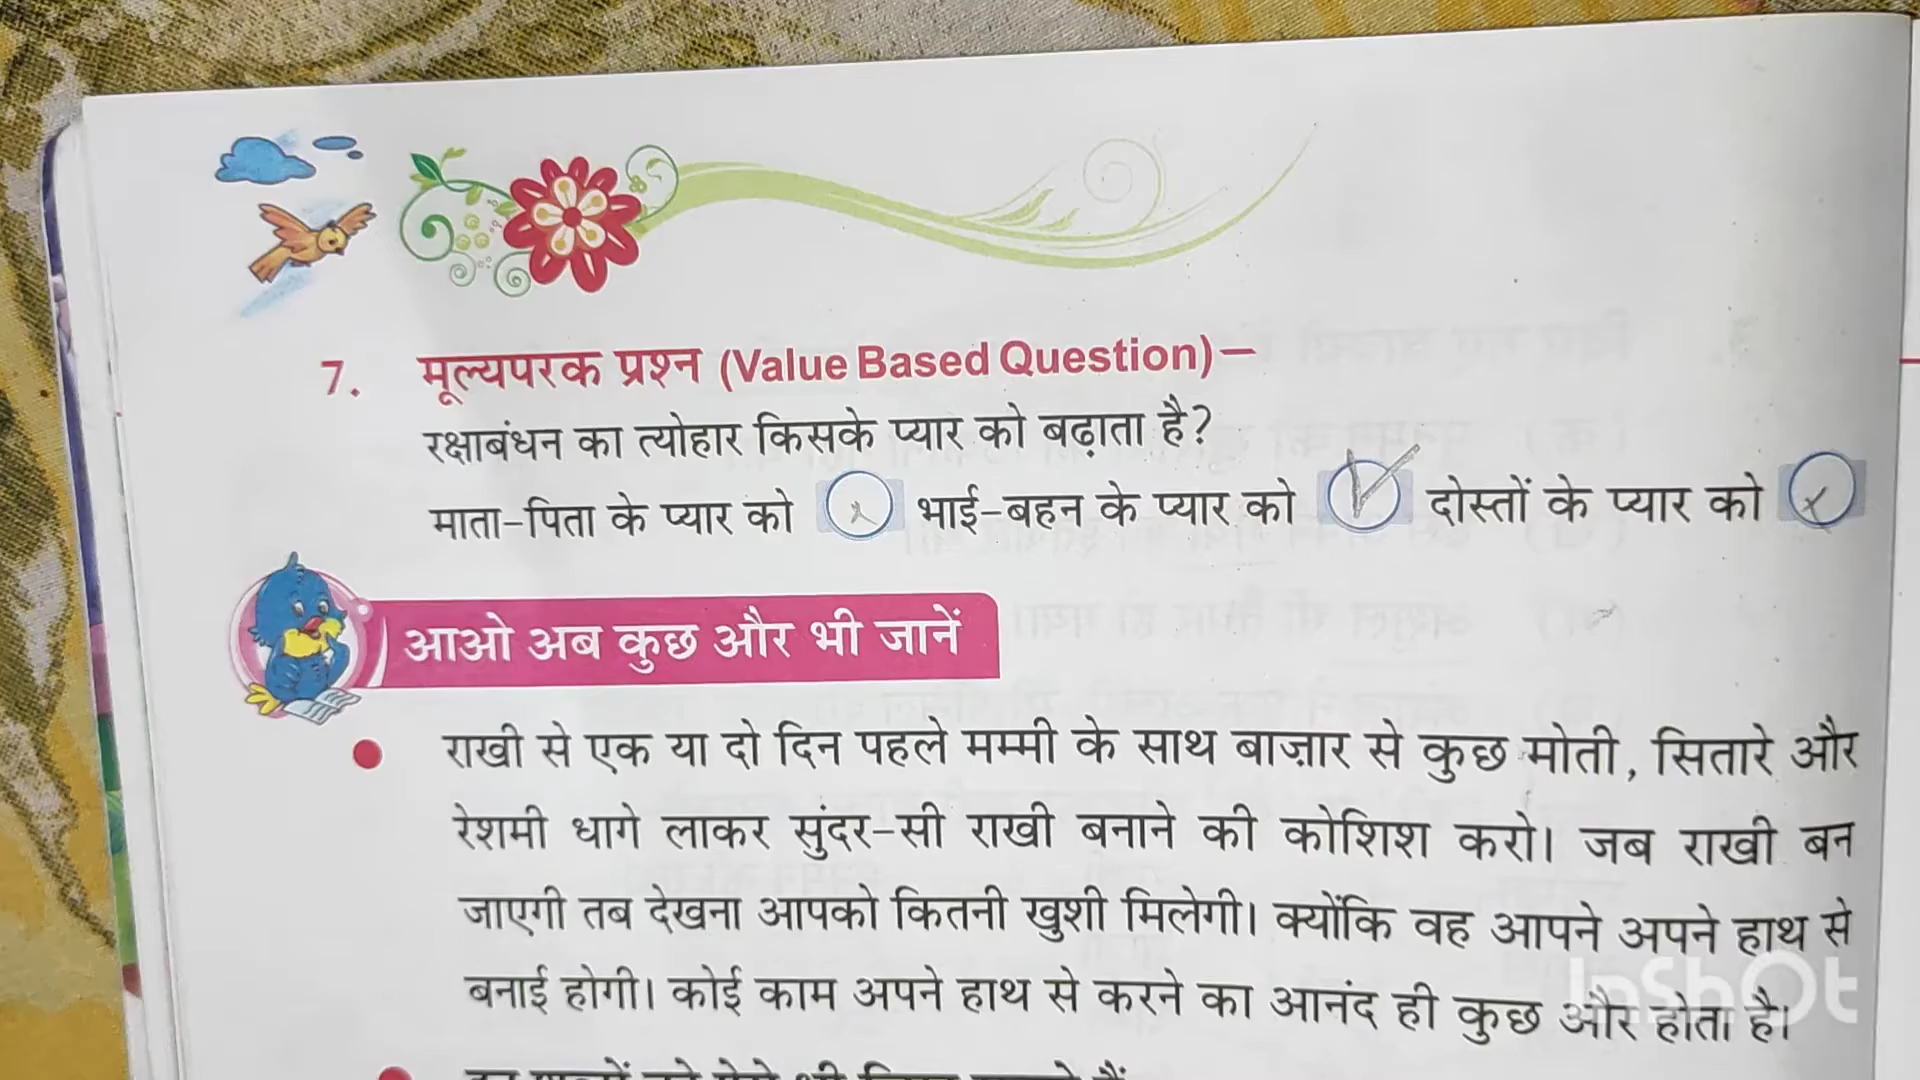 7. मूल्यपरक प्रश्न (Value Based Question)—
रक्षाबंधन का त्योहार किसके प्यार को बढ़ाता है?
माता-पिता के प्यार को x भाई-बहन के प्यार को ✓ दोस्तों के प्यार को x
आओ अब कुछ और भी जानें
● राखी से एक या दो दिन पहले मम्मी के साथ बाज़ार से कुछ मोती, सितारे और
रेशमी धागे लाकर सुंदर-सी राखी बनाने की कोशिश करो। जब राखी बन
जाएगी तब देखना आपको कितनी खुशी मिलेगी। क्योंकि वह आपने अपने हाथ से
बनाई होगी। कोई काम अपने हाथ से करने का आनंद ही कुछ और होता है।
InShOt